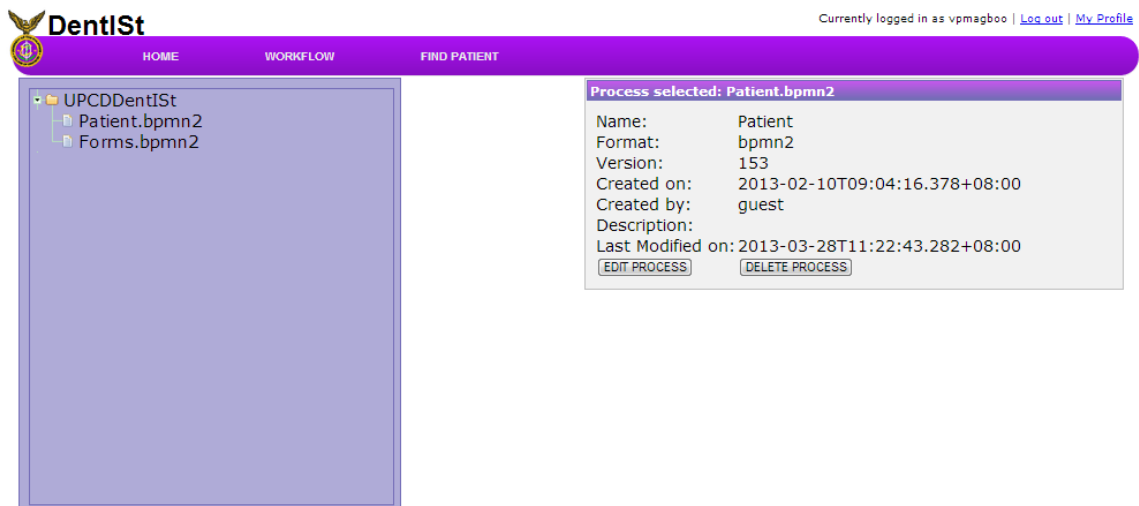 DentISt
Currently logged in as vpmagboo | Log out | My Profile
HOME WORKFLOW FIND PATIENT
UPCDDentISt
Patient.bpmn2
Forms.bpmn2
Process selected: Patient.bpmn2
Name: Patient
Format: bpmn2
Version: 153
Created on: 2013-02-10T09:04:16.378+08:00
Created by: guest
Description:
Last Modified on: 2013-03-28T11:22:43.282+08:00
EDIT PROCESS DELETE PROCESS